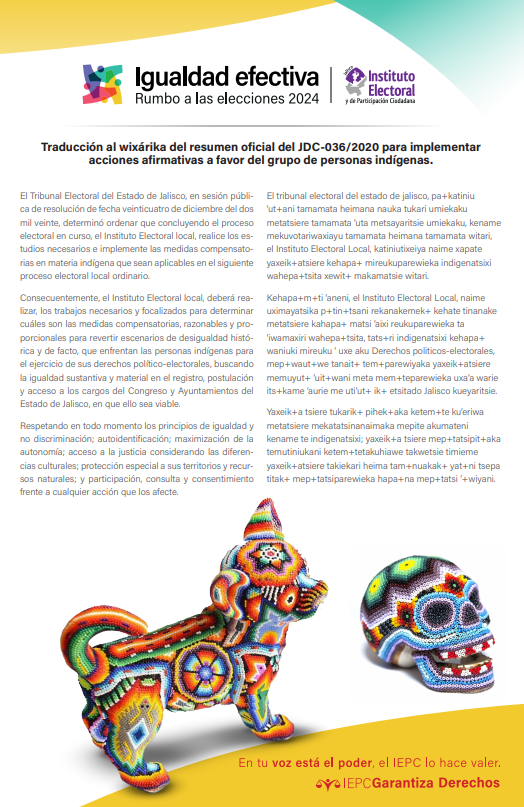 Igualdad efectiva
Rumbo a las elecciones 2024
Instituto
Electoral
y de Participación Ciudadana
Traducción al wixárika del resumen oficial del JDC-036/2020 para implementar
acciones afirmativas a favor del grupo de personas indígenas.
El Tribunal Electoral del Estado de Jalisco, en sesión públi-
ca de resolución de fecha veinticuatro de diciembre del dos
mil veinte, determinó ordenar que concluyendo el proceso
electoral en curso, el Instituto Electoral local, realice los es-
tudios necesarios e implemente las medidas compensato-
rias en materia indígena que sean aplicables en el siguiente
proceso electoral local ordinario.
Consecuentemente, el Instituto Electoral local, deberá rea-
lizar, los trabajos necesarios y focalizados para determinar
cuáles son las medidas compensatorias, razonables y pro-
porcionales para revertir escenarios de desigualdad histó-
rica y de facto, que enfrentan las personas indígenas para
el ejercicio de sus derechos político-electorales, buscando
la igualdad sustantiva y material en el registro, postulación
y acceso a los cargos del Congreso y Ayuntamientos del
Estado de Jalisco, en que ello sea viable.
Respetando en todo momento los principios de igualdad y
no discriminación; autoidentificación; maximización de la
autonomía; acceso a la justicia considerando las diferen-
cias culturales; protección especial a sus territorios y recur-
sos naturales; y participación, consulta y consentimiento
frente a cualquier acción que los afecte.
El tribunal electoral del estado de jalisco, pa+katiniu
'ut+ani tamamata heimana nauka tukari umiekaku
metatsiere tamamata 'uta metsayaritsie umiekaku, kename
mekuvotariwaxiayu tamamata heimana tamamata witari,
el Instituto Electoral Local, katiniutixeiya naime xapate
yaxeik+atsiere kehapa+ mireukuparewieka indigenatsixi
wahepa+tsita xewit+ makamatsie witari.
Kehapa+m+ti 'aneni, el Instituto Electoral Local, naime
uximayatsika p+tin+tsani rekanakemek+ kehate tinanake
metatsiere kahapa+ matsi 'aixi reukuparewieka ta
'iwamaxiri wahepa+tsita, tats+ri indigenatsixi kehapa+
waniuki mireuku ' uxe aku Derechos politicos-electorales,
mep+waut+we tanait+ tem+parewiyaka yaxeik+atsiere
memuyut+ 'uit+wani meta mem+teparewieka uxa'a warie
its+kame 'aurie me uti'ut+ ik+ etsitado Jalisco kueyaritsie.
Yaxeik+a tsiere tukarik+ pihek+aka ketem+te ku'eriwa
metatsiere mekatatsinanaimaka mepite akumateni
kename te indigenatsixi; yaxeik+a tsiere mep+tatsipit+aka
temutiniukani ketem+tetakuhiawe takwetsie timieme
yaxeik+atsiere takiekari heima tam+nuakak+ yat+ni tsepa
titak+ mep+tatsiparewieka hapa+na mep+tatsi '+wiyani.
En tu voz está el poder, el IEPC lo hace valer.
IEPCGarantiza Derechos